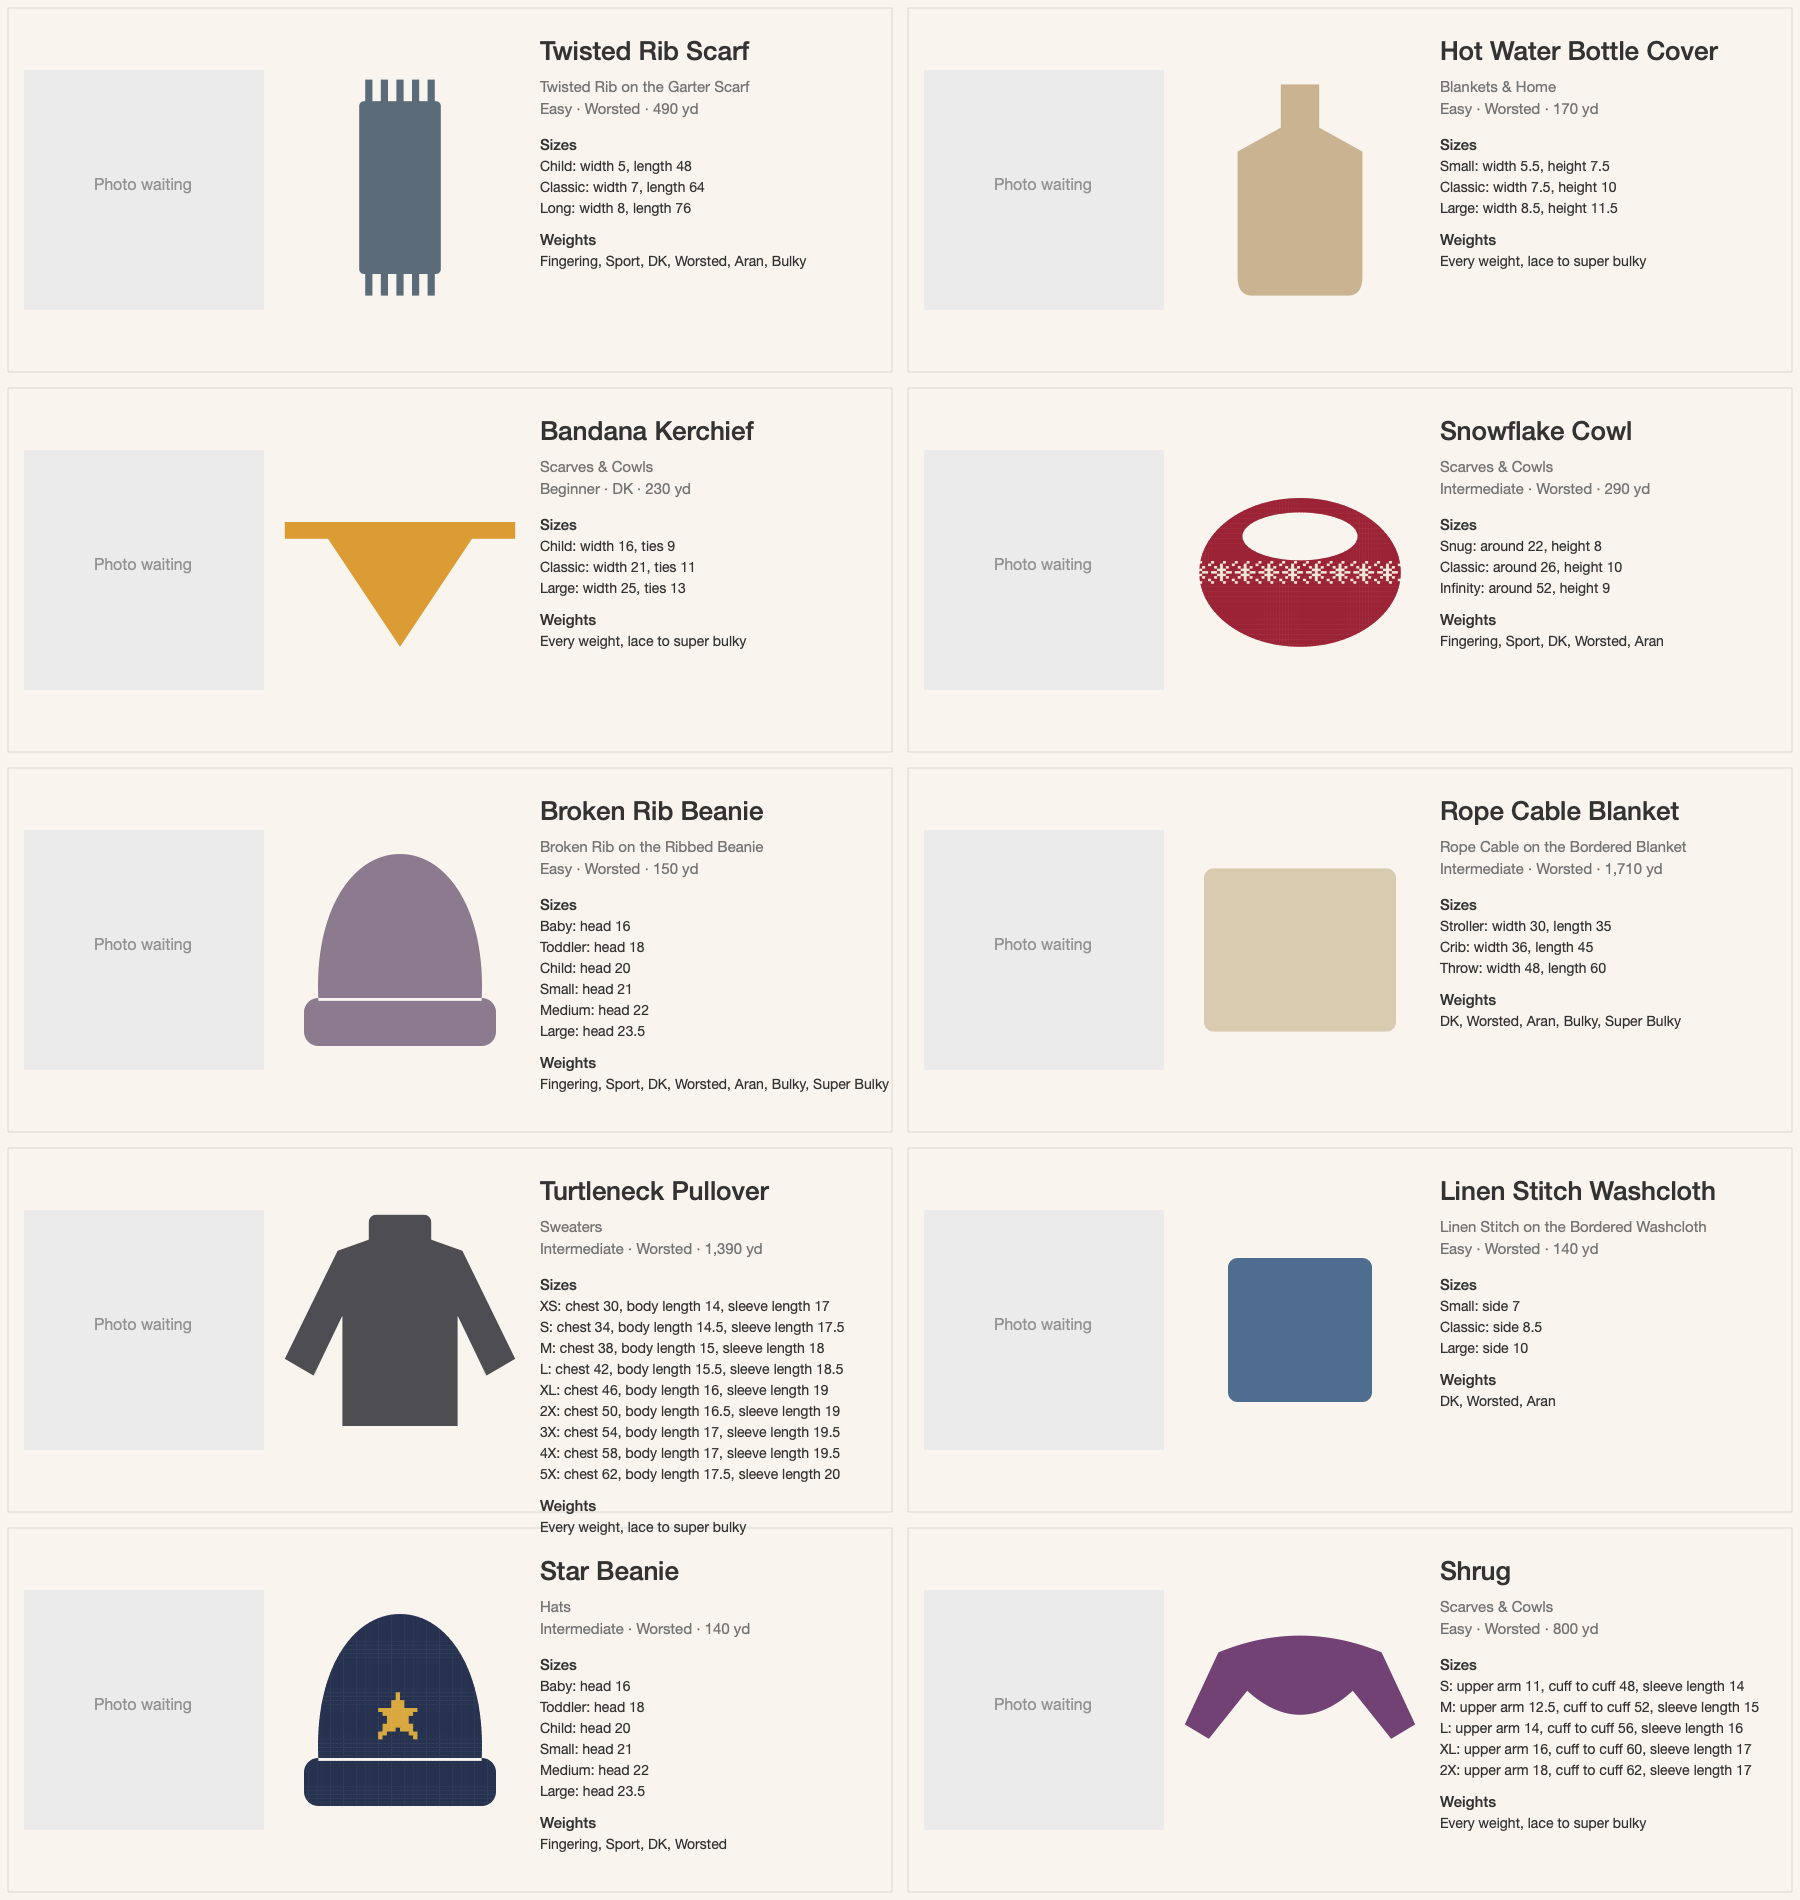 Photo waiting
Twisted Rib Scarf
Twisted Rib on the Garter Scarf
Easy · Worsted · 490 yd
Sizes
Child: width 5, length 48
Classic: width 7, length 64
Long: width 8, length 76
Weights
Fingering, Sport, DK, Worsted, Aran, Bulky
Photo waiting
Hot Water Bottle Cover
Blankets & Home
Easy · Worsted · 170 yd
Sizes
Small: width 5.5, height 7.5
Classic: width 7.5, height 10
Large: width 8.5, height 11.5
Weights
Every weight, lace to super bulky
Photo waiting
Bandana Kerchief
Scarves & Cowls
Beginner · DK · 230 yd
Sizes
Child: width 16, ties 9
Classic: width 21, ties 11
Large: width 25, ties 13
Weights
Every weight, lace to super bulky
Photo waiting
Snowflake Cowl
Scarves & Cowls
Intermediate · Worsted · 290 yd
Sizes
Snug: around 22, height 8
Classic: around 26, height 10
Infinity: around 52, height 9
Weights
Fingering, Sport, DK, Worsted, Aran
Photo waiting
Broken Rib Beanie
Broken Rib on the Ribbed Beanie
Easy · Worsted · 150 yd
Sizes
Baby: head 16
Toddler: head 18
Child: head 20
Small: head 21
Medium: head 22
Large: head 23.5
Weights
Fingering, Sport, DK, Worsted, Aran, Bulky, Super Bulky
Photo waiting
Rope Cable Blanket
Rope Cable on the Bordered Blanket
Intermediate · Worsted · 1,710 yd
Sizes
Stroller: width 30, length 35
Crib: width 36, length 45
Throw: width 48, length 60
Weights
DK, Worsted, Aran, Bulky, Super Bulky
Photo waiting
Turtleneck Pullover
Sweaters
Intermediate · Worsted · 1,390 yd
Sizes
XS: chest 30, body length 14, sleeve length 17
S: chest 34, body length 14.5, sleeve length 17.5
M: chest 38, body length 15, sleeve length 18
L: chest 42, body length 15.5, sleeve length 18.5
XL: chest 46, body length 16, sleeve length 19
2X: chest 50, body length 16.5, sleeve length 19
3X: chest 54, body length 17, sleeve length 19.5
4X: chest 58, body length 17, sleeve length 19.5
5X: chest 62, body length 17.5, sleeve length 20
Weights
Every weight, lace to super bulky
Photo waiting
Linen Stitch Washcloth
Linen Stitch on the Bordered Washcloth
Easy · Worsted · 140 yd
Sizes
Small: side 7
Classic: side 8.5
Large: side 10
Weights
DK, Worsted, Aran
Photo waiting
Star Beanie
Hats
Intermediate · Worsted · 140 yd
Sizes
Baby: head 16
Toddler: head 18
Child: head 20
Small: head 21
Medium: head 22
Large: head 23.5
Weights
Fingering, Sport, DK, Worsted
Photo waiting
Shrug
Scarves & Cowls
Easy · Worsted · 800 yd
Sizes
S: upper arm 11, cuff to cuff 48, sleeve length 14
M: upper arm 12.5, cuff to cuff 52, sleeve length 15
L: upper arm 14, cuff to cuff 56, sleeve length 16
XL: upper arm 16, cuff to cuff 60, sleeve length 17
2X: upper arm 18, cuff to cuff 62, sleeve length 17
Weights
Every weight, lace to super bulky